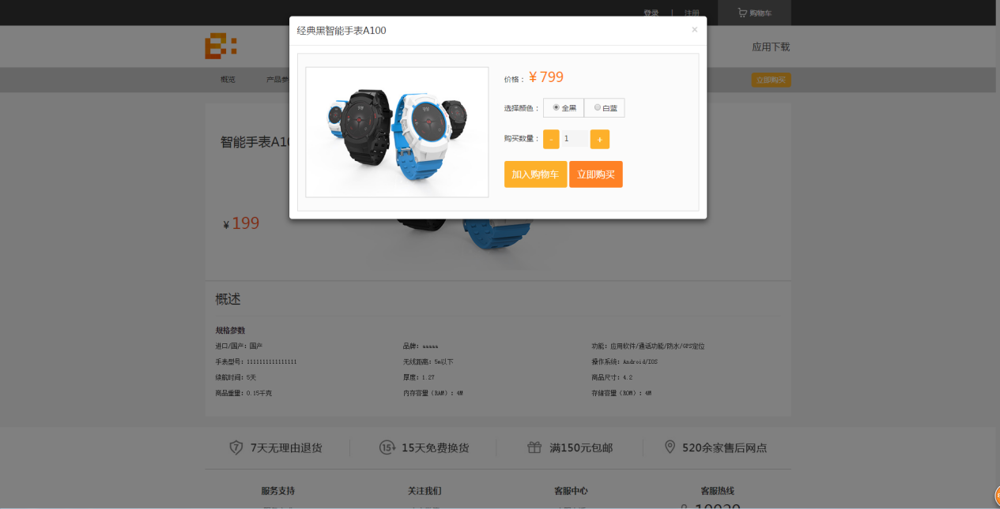 登录 | 注册 购物车
应用下载
经典黑智能手表A100 ×
概览 产品参 立即购买
价格：￥799
选择颜色： 全黑 白蓝
购买数量： - 1 +
加入购物车 立即购买
智能手表A10
￥199
概述
规格参数
进口/国产：国产 品牌：aaaaa 功能：应用软件/通话功能/防水/GPS定位
手表型号：1111111111111111 无线距离：5m以下 操作系统：Android/IOS
续航时间：5天 厚度：1.27 商品尺寸：4.2
商品重量：0.15千克 内存容量（RAM）：4M 存储容量（ROM）：4M
7天无理由退货 15天免费换货 满150元包邮 520余家售后网点
服务支持 关注我们 客服中心 客服热线